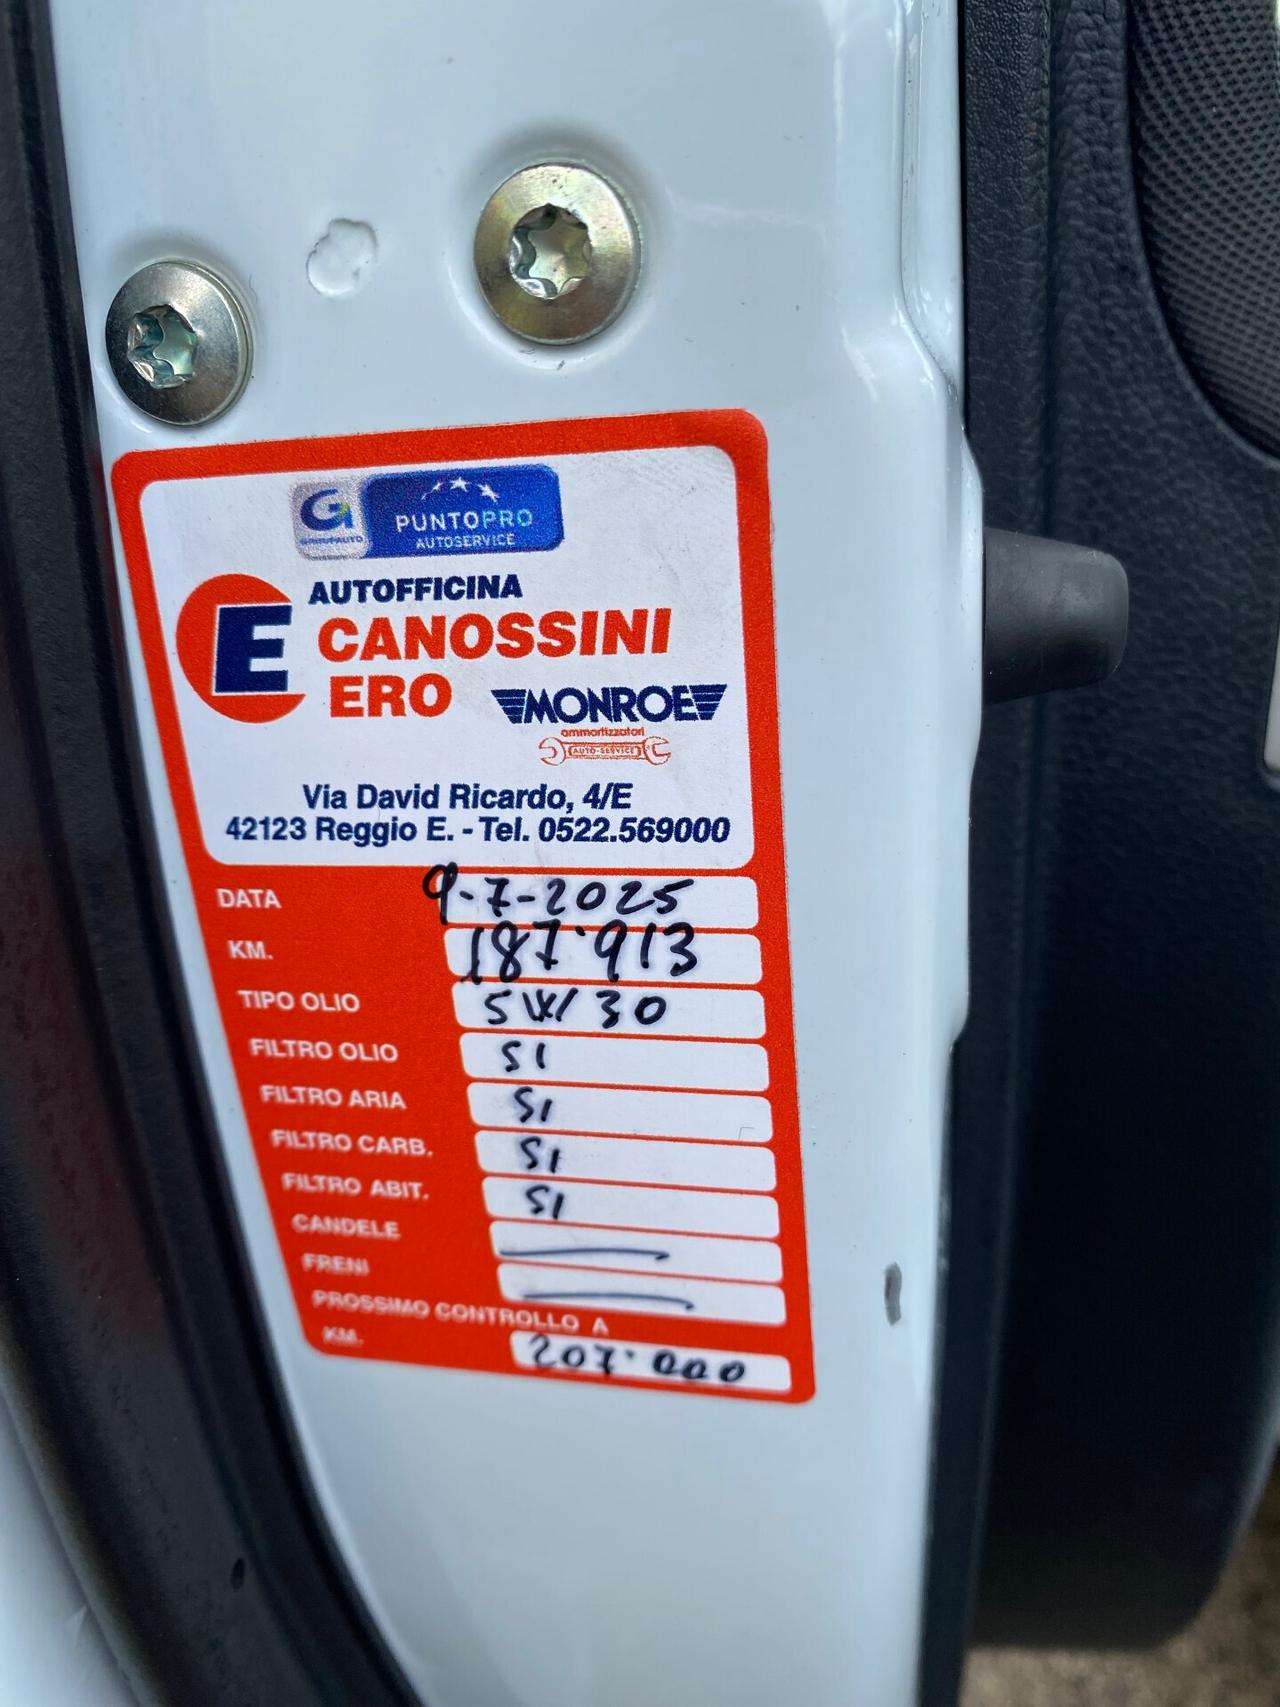 G
GROUPAUTO
PUNTOPRO
AUTOSERVICE
E
AUTOFFICINA
CANOSSINI
ERO
MONROE
ammortizzatori
AUTO-SERVICE
Via David Ricardo, 4/E
42123 Reggio E. - Tel. 0522.569000
DATA 9-7-2025
KM. 187.913
TIPO OLIO 5W/30
FILTRO OLIO SI
FILTRO ARIA SI
FILTRO CARB. SI
FILTRO ABIT. SI
CANDELE
FRENI
PROSSIMO CONTROLLO A
KM. 207.000